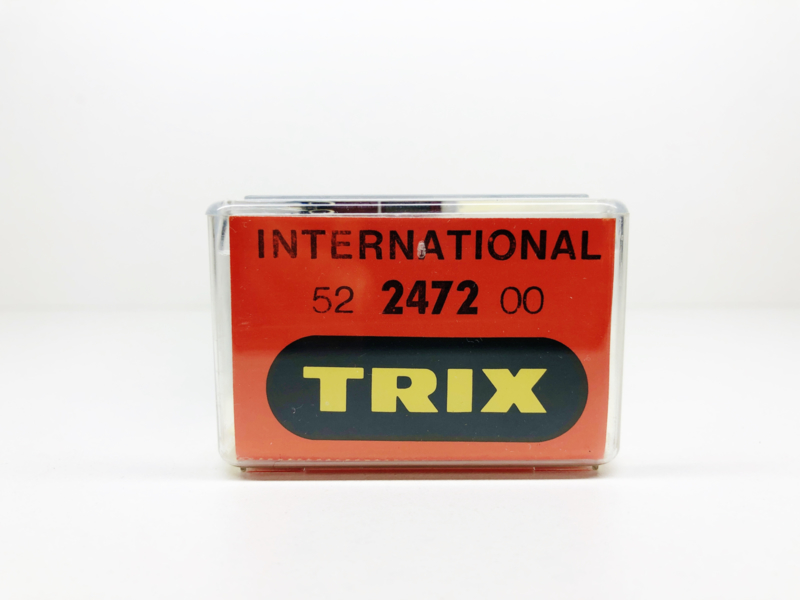 INTERNATIONAL
52 2472 00
TRIX